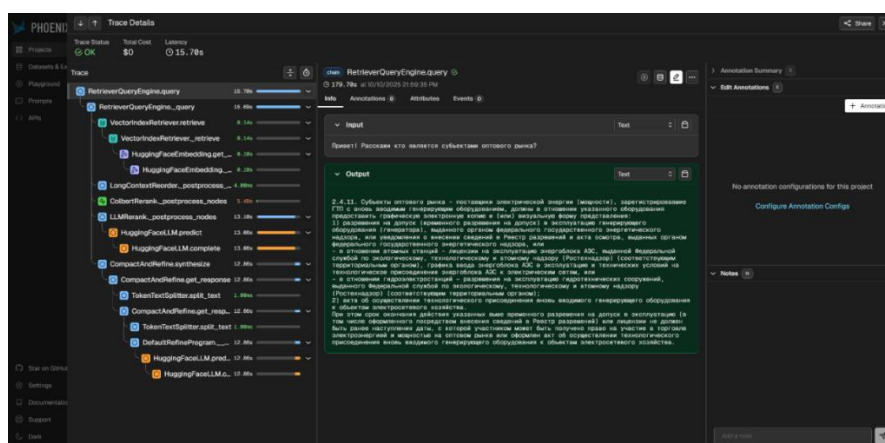 PHOENIX
Trace Details
Share
Projects
Datasets & Ex
Playground
Prompts
APIs
Star on GitHub
Settings
Documentatio
Support
Dark
Trace Status
Total Cost
Latency
OK
$0
15.70s
Trace
RetrieverQueryEngine.query 15.70s
RetrieverQueryEngine._query
VectorIndexRetriever.retrieve 0.14s
VectorIndexRetriever._retrieve 0.14s
HuggingFaceEmbedding.get_...
HuggingFaceEmbedding._...
LongContextReorder._postprocess_...
ColbertRerank._postprocess_nodes
LLMRerank._postprocess_nodes
HuggingFaceLLM.predict
HuggingFaceLLM.complete
CompactAndRefine.synthesize
CompactAndRefine.get_response
TokenTextSplitter.split_text
CompactAndRefine.get_resp...
TokenTextSplitter.split_text
DefaultRefineProgram.__...
HuggingFaceLLM.pred...
HuggingFaceLLM.c...
chain RetrieverQueryEngine.query
at 10/10/2025
Info
Annotations 0
Attributes
Events 0
Input
Text
Привет! Расскажи кто является субъектами оптового рынка?
Output
Text
2.4.11. Субъекты оптового рынка - поставщики электрической энергии (мощности), зарегистрировавшие
ГТП с вновь вводимым генерирующим оборудованием, должны в отношении указанного оборудования
предоставить графическую электронную копию и (или) визуальную форму представления:
1) разрешения на допуск (временного разрешения на допуск) в эксплуатацию генерирующего
оборудования (генератора), выданного органом федерального государственного энергетического
надзора, или уведомления о внесении сведений в Реестр разрешений и акта осмотра, выданных органом
федерального государственного энергетического надзора, или
- в отношении атомных станций - лицензии на эксплуатацию энергоблока АЭС, выданной Федеральной
службой по экологическому, технологическому и атомному надзору (Ростехнадзор) (соответствующим
территориальным органом), графика ввода энергоблока АЭС и технических условий на
технологическое присоединение энергоблока АЭС к электрическим сетям, или
- в отношении гидроэлектростанций - разрешения на эксплуатацию гидротехнических сооружений,
выданного Федеральной службой по экологическому, технологическому и атомному надзору
(Ростехнадзор) (соответствующим территориальным органом);
2) акта об осуществлении технологического присоединения вновь вводимого генерирующего оборудования
к объектам электросетевого хозяйства.
При этом срок окончания действия указанных выше временного разрешения на допуск в эксплуатацию (в
том числе оформленного посредством внесения сведений в Реестр разрешений) или лицензии не должен
быть ранее наступления даты, с которой участником может быть получено право на участие в торговле
электроэнергией и мощностью на оптовом рынке или оформлен акт об осуществлении технологического
присоединения вновь вводимого генерирующего оборудования к объектам электросетевого хозяйства.
Annotation Summary
Edit Annotations
Annotation
No annotation configurations for this project
Configure Annotation Configs
Notes
Add a note